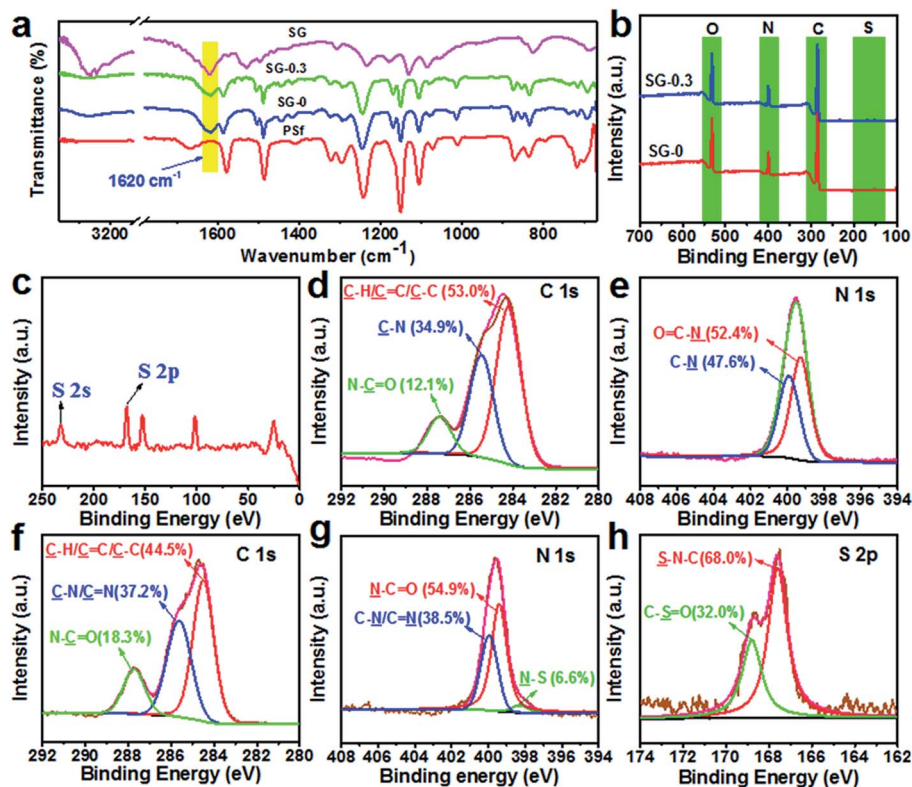 a
SG
SG-0.3
SG-0
PSf
1620 cm⁻¹
Transmittance (%)
3200 1600 1400 1200 1000 800
Wavenumber (cm⁻¹)
b
O N C S
SG-0.3
SG-0
Intensity (a.u.)
700 600 500 400 300 200 100
Binding Energy (eV)
c
S 2s
S 2p
Intensity (a.u.)
250 200 150 100 50 0
Binding Energy (eV)
d
C 1s
C-H/C=C/C-C (53.0%)
C-N (34.9%)
N-C=O (12.1%)
Intensity (a.u.)
292 290 288 286 284 282 280
Binding Energy (eV)
e
N 1s
O=C-N (52.4%)
C-N (47.6%)
Intensity (a.u.)
408 406 404 402 400 398 396 394
Binding Energy (eV)
f
C 1s
C-H/C=C/C-C(44.5%)
C-N/C=N(37.2%)
N-C=O(18.3%)
Intensity (a.u.)
292 290 288 286 284 282 280
Binding Energy (eV)
g
N 1s
N-C=O (54.9%)
C-N/C=N(38.5%)
N-S (6.6%)
Intensity (a.u.)
408 406 404 402 400 398 396 394
Binding energy (eV)
h
S 2p
S-N-C(68.0%)
C-S=O(32.0%)
Intensity (a.u.)
174 172 170 168 166 164 162
Binding Energy (eV)